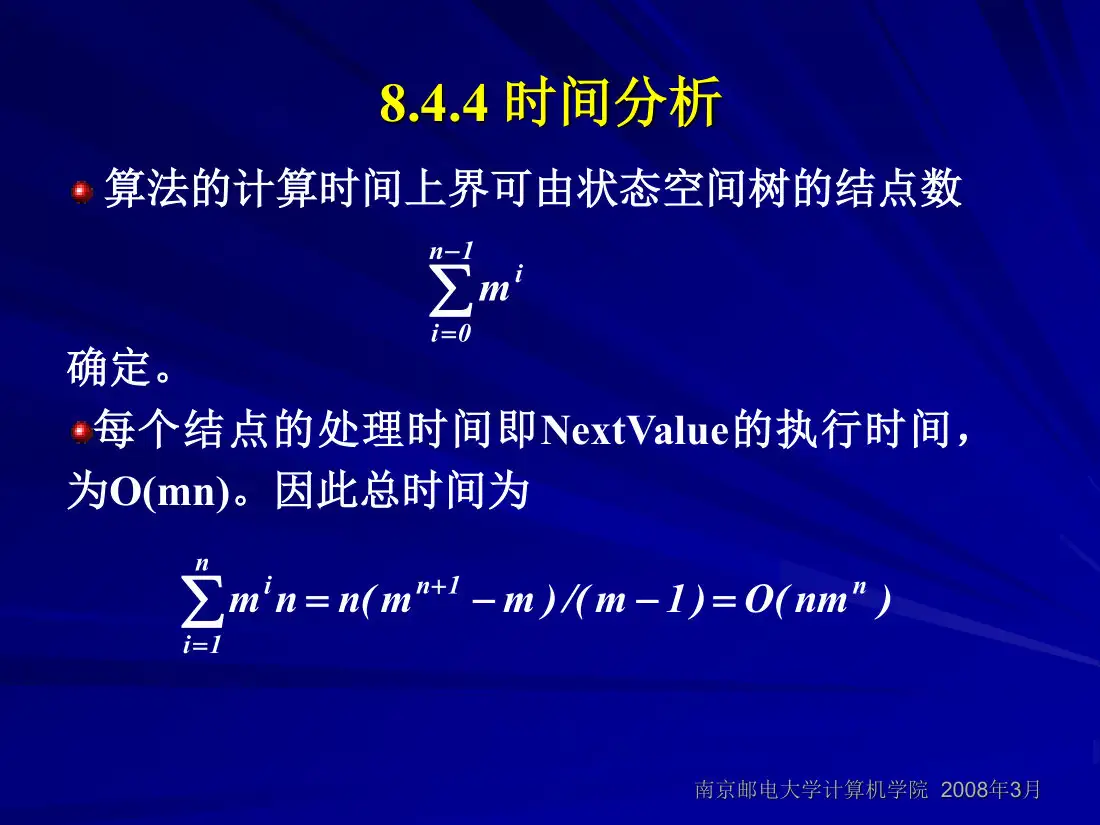 8.4.4 时间分析
算法的计算时间上界可由状态空间树的结点数
n−1
∑ m^i
i=0
确定。
每个结点的处理时间即NextValue的执行时间，
为O(mn)。因此总时间为
n
∑ m^i n = n( m^{n+1} − m )/( m − 1 ) = O( nm^n )
i=1
南京邮电大学计算机学院 2008年3月